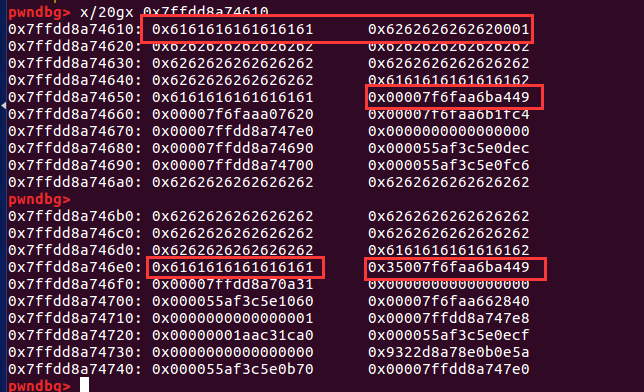 pwndbg> x/20gx 0x7ffdd8a74610
0x7ffdd8a74610: 0x6161616161616161 0x6262626262620001
0x7ffdd8a74620: 0x6262626262626262 0x6262626262626262
0x7ffdd8a74630: 0x6262626262626262 0x6262626262626262
0x7ffdd8a74640: 0x6262626262626262 0x6161616161616162
0x7ffdd8a74650: 0x6161616161616161 0x00007f6faa6ba449
0x7ffdd8a74660: 0x00007f6faaa07620 0x00007f6faa6b1fc4
0x7ffdd8a74670: 0x00007ffdd8a747e0 0x0000000000000000
0x7ffdd8a74680: 0x00007ffdd8a74690 0x000055af3c5e0dec
0x7ffdd8a74690: 0x00007ffdd8a74700 0x000055af3c5e0fc6
0x7ffdd8a746a0: 0x6262626262626262 0x6262626262626262
pwndbg>
0x7ffdd8a746b0: 0x6262626262626262 0x6262626262626262
0x7ffdd8a746c0: 0x6262626262626262 0x6262626262626262
0x7ffdd8a746d0: 0x6262626262626262 0x6161616161616162
0x7ffdd8a746e0: 0x6161616161616161 0x35007f6faa6ba449
0x7ffdd8a746f0: 0x00007ffdd8a70a31 0x0000000000000000
0x7ffdd8a74700: 0x000055af3c5e1060 0x00007f6faa662840
0x7ffdd8a74710: 0x0000000000000001 0x00007ffdd8a747e8
0x7ffdd8a74720: 0x00000001aac31ca0 0x000055af3c5e0ecf
0x7ffdd8a74730: 0x0000000000000000 0x9322d8a78e0b0e5a
0x7ffdd8a74740: 0x000055af3c5e0b70 0x00007ffdd8a747e0
pwndbg>